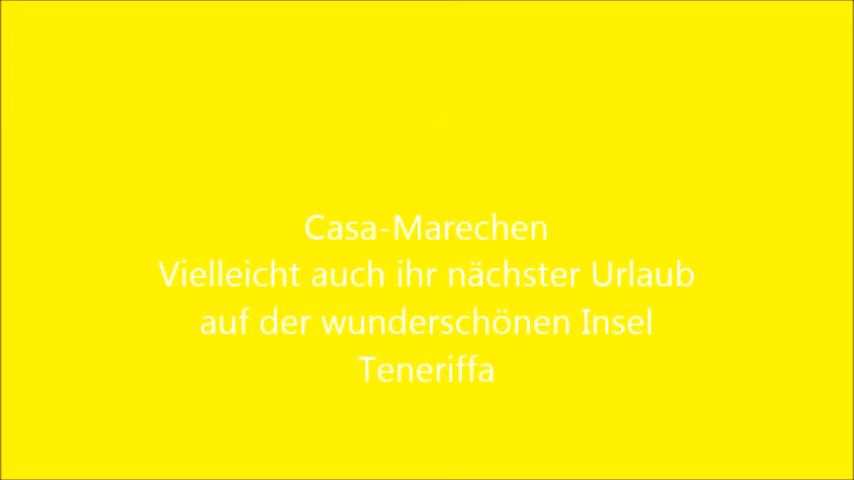 Casa-Marechen
Vielleicht auch ihr nächster Urlaub
auf der wunderschönen Insel
Teneriffa